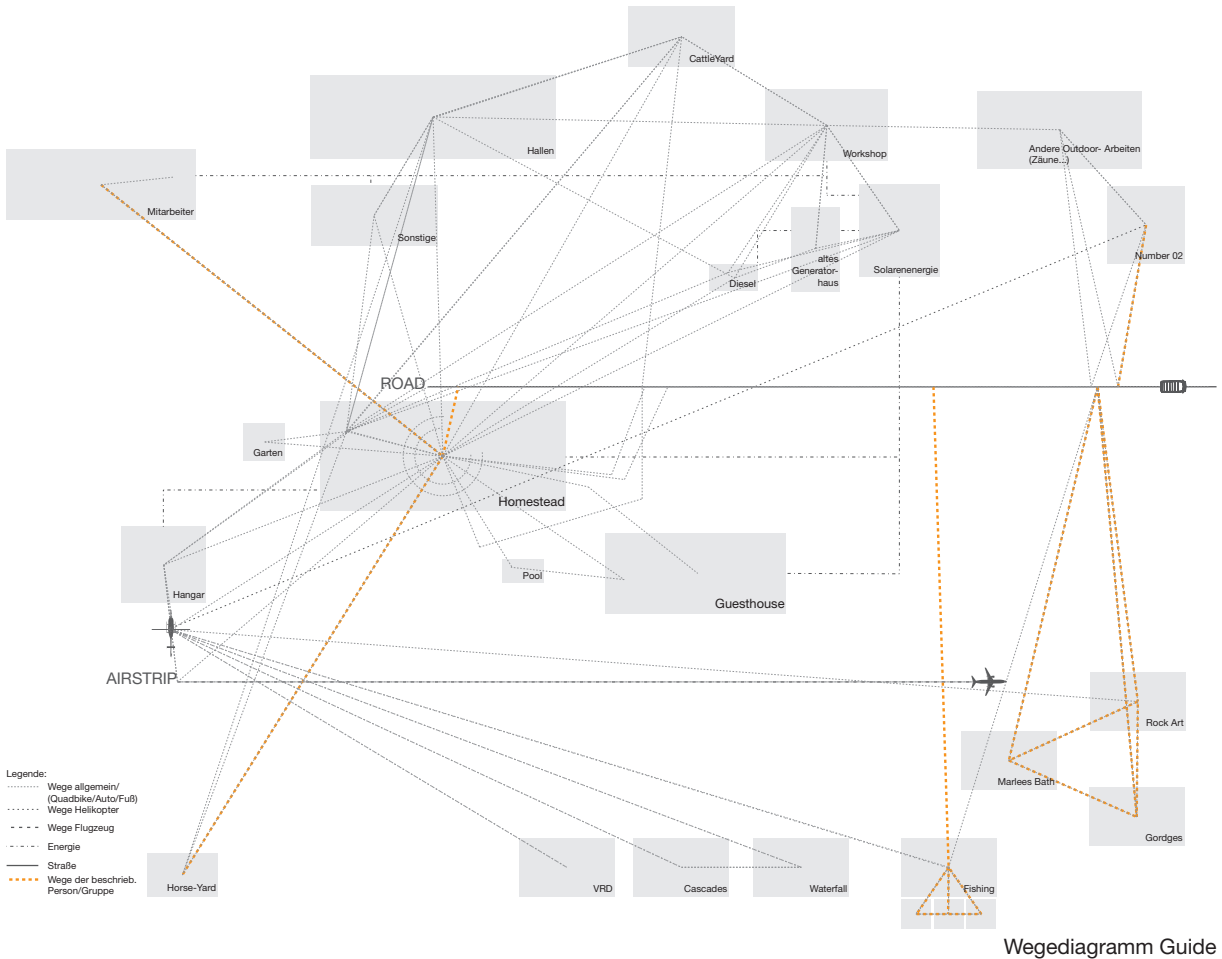 CattleYard
Hallen
Workshop
Andere Outdoor- Arbeiten
(Zäune...)
Mitarbeiter
Sonstige
Number 02
altes
Generator-
haus
Diesel
Solarenenergie
ROAD
Garten
Homestead
Hangar
Pool
Guesthouse
AIRSTRIP
Rock Art
Marlees Bath
Gordges
Legende:
Wege allgemein/
(Quadbike/Auto/Fuß)
Wege Helikopter
Wege Flugzeug
Energie
Straße
Wege der beschrieb.
Person/Gruppe
Horse-Yard
VRD
Cascades
Waterfall
Fishing
Wegediagramm Guide